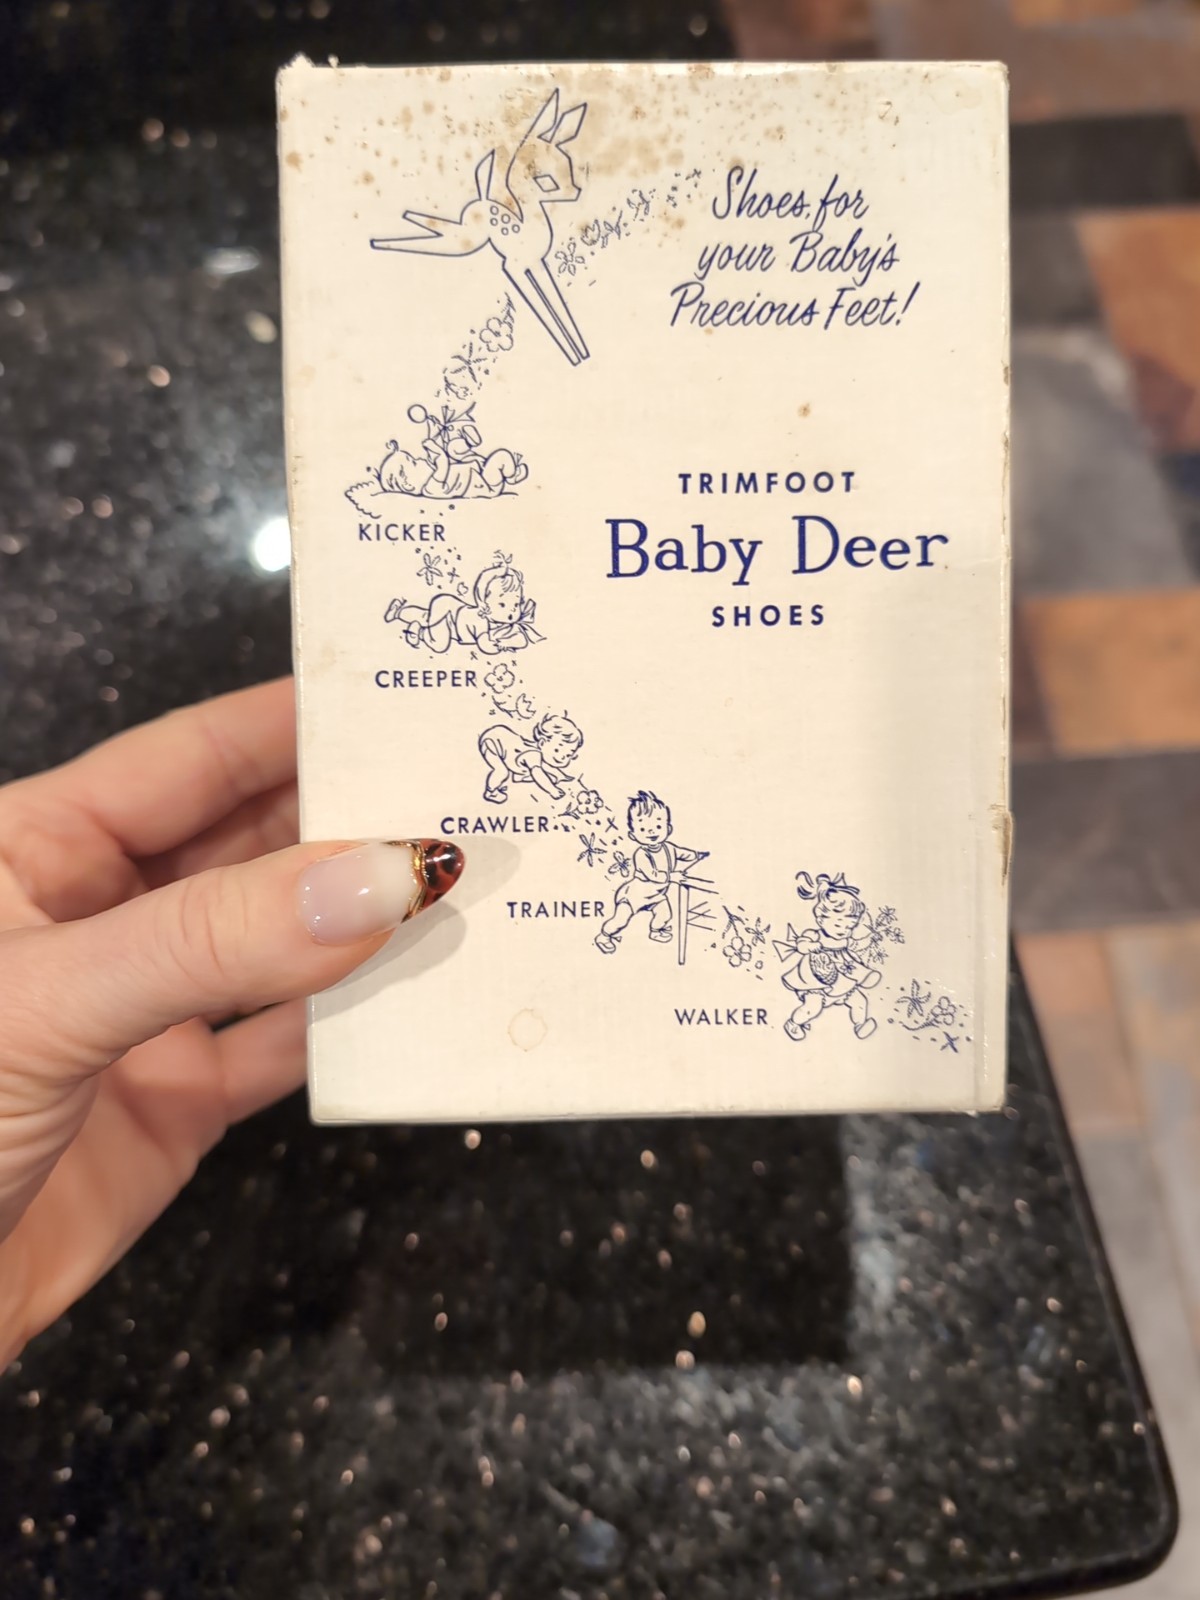 Shoes for
your Baby's
Precious Feet!
TRIMFOOT
Baby Deer
SHOES
KICKER
CREEPER
CRAWLER
TRAINER
WALKER